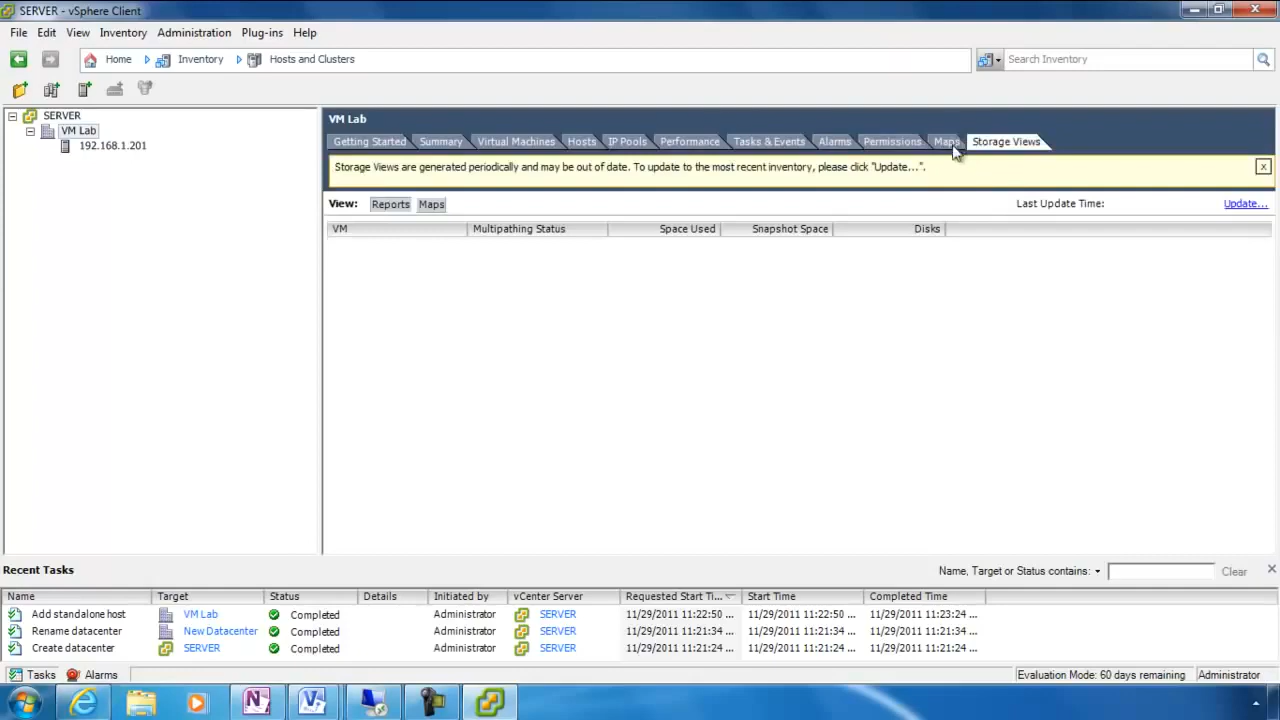 SERVER - vSphere Client
File Edit View Inventory Administration Plug-ins Help
Home Inventory Hosts and Clusters Search Inventory
SERVER
VM Lab
192.168.1.201
VM Lab
Getting Started Summary Virtual Machines Hosts IP Pools Performance Tasks & Events Alarms Permissions Maps Storage Views
Storage Views are generated periodically and may be out of date. To update to the most recent inventory, please click "Update...".
View: Reports Maps Last Update Time: Update...
VM Multipathing Status Space Used Snapshot Space Disks
Recent Tasks Name, Target or Status contains: Clear
Name Target Status Details Initiated by vCenter Server Requested Start Ti... Start Time Completed Time
Add standalone host VM Lab Completed Administrator SERVER 11/29/2011 11:22:50 ... 11/29/2011 11:22:50 ... 11/29/2011 11:23:24 ...
Rename datacenter New Datacenter Completed Administrator SERVER 11/29/2011 11:21:34 ... 11/29/2011 11:21:34 ... 11/29/2011 11:21:34 ...
Create datacenter SERVER Completed Administrator SERVER 11/29/2011 11:21:24 ... 11/29/2011 11:21:24 ... 11/29/2011 11:21:24 ...
Tasks Alarms Evaluation Mode: 60 days remaining Administrator